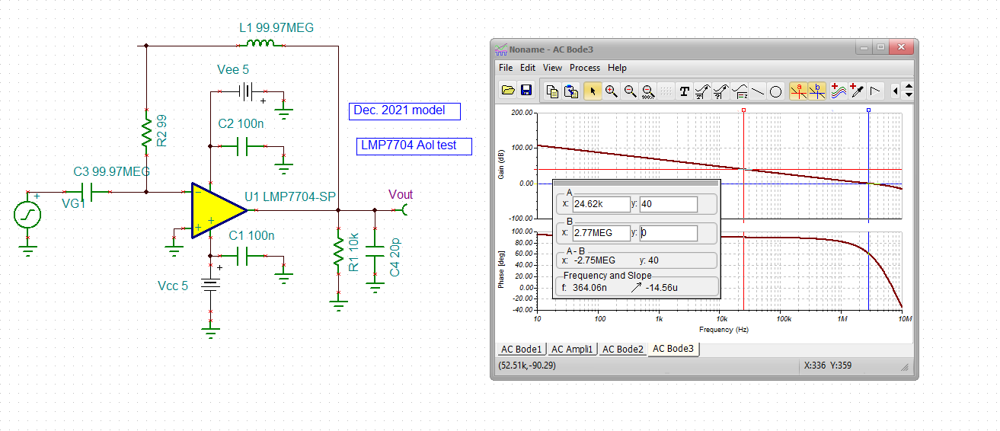 L1 99.97MEG
Vee 5
+
C2 100n
R2 99
C3 99.97MEG
+
VG1
−
U1 LMP7704-SP
+
+
C1 100n
+
Vcc 5
Vout
R1 10k
C4 20p
Dec. 2021 model
LMP7704 Aol test
Noname - AC Bode3
File Edit View Process Help
100%
T
a
b
200.00
100.00
0.00
-100.00
Gain (dB)
A
x: 24.62k y: 40
B
x: 2.77MEG y: 0
A - B
x: -2.75MEG y: 40
Frequency and Slope
f: 364.06n -14.56u
100.00
80.00
60.00
40.00
20.00
0.00
-20.00
-40.00
Phase [deg]
10 100 1k 10k 100k 1M 10M
Frequency (Hz)
AC Bode1 AC Ampli1 AC Bode2 AC Bode3
(52.51k,-90.29) X:336 Y:359